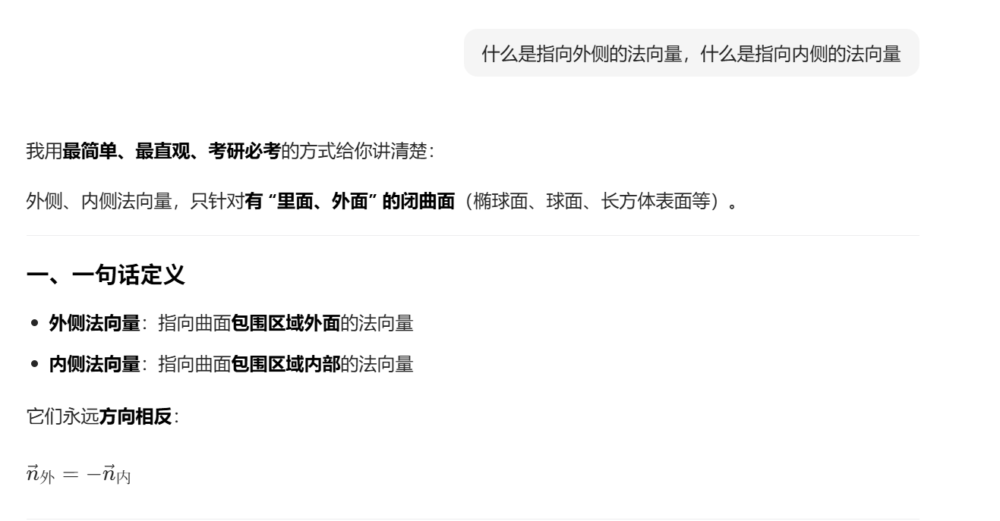 什么是指向外侧的法向量，什么是指向内侧的法向量
我用最简单、最直观、考研必考的方式给你讲清楚：
外侧、内侧法向量，只针对有 “里面、外面” 的闭曲面（椭球面、球面、长方体表面等）。
一、一句话定义
• 外侧法向量：指向曲面包围区域外面的法向量
• 内侧法向量：指向曲面包围区域内部的法向量
它们永远方向相反：
$\vec{n}_{外} = -\vec{n}_{内}$